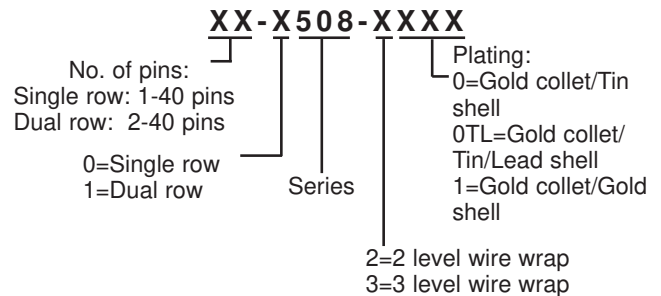 XX-X508-XXXX
No. of pins:
Single row: 1-40 pins
Dual row: 2-40 pins
0=Single row
1=Dual row
Series
Plating:
0=Gold collet/Tin
shell
0TL=Gold collet/
Tin/Lead shell
1=Gold collet/Gold
shell
2=2 level wire wrap
3=3 level wire wrap